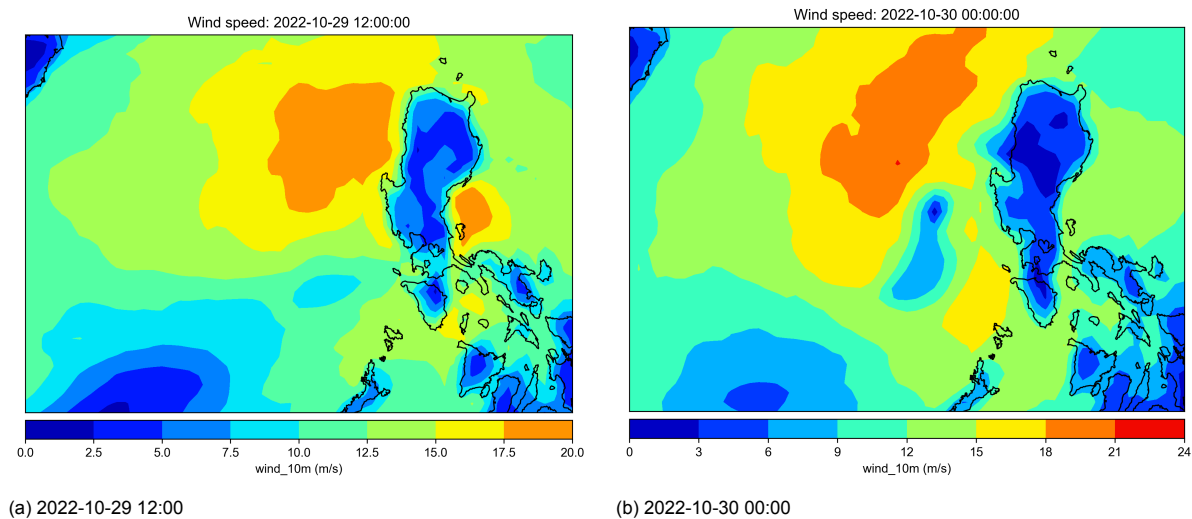 Wind speed: 2022-10-29 12:00:00
0.0 2.5 5.0 7.5 10.0 12.5 15.0 17.5 20.0
wind_10m (m/s)
(a) 2022-10-29 12:00
Wind speed: 2022-10-30 00:00:00
0 3 6 9 12 15 18 21 24
wind_10m (m/s)
(b) 2022-10-30 00:00